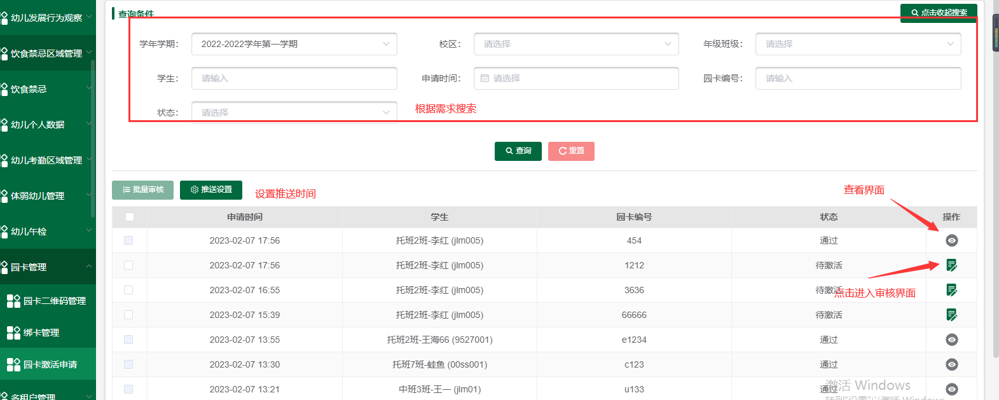 幼儿发展行为观察
饮食禁忌区域管理
饮食禁忌
幼儿个人数据
幼儿考勤区域管理
体弱幼儿管理
幼儿午检
园卡管理
园卡二维码管理
绑卡管理
园卡激活申请
多租户管理
查询条件
点击收起搜索
学年学期： 2022-2022学年第一学期 校区： 请选择 年级班级： 请选择
学生： 请输入 申请时间： 请选择 园卡编号： 请输入
状态： 请选择 根据需求搜索
查询 重置
批量审核 推送设置 设置推送时间
查看界面
申请时间 学生 园卡编号 状态 操作
2023-02-07 17:56 托班2班-李红 (jlm005) 454 通过
2023-02-07 17:56 托班2班-李红 (jlm005) 1212 待激活
2023-02-07 16:55 托班2班-李红 (jlm005) 3636 待激活
点击进入审核界面
2023-02-07 15:39 托班2班-李红 (jlm005) 66666 待激活
2023-02-07 13:55 托班2班-王海66 (9527001) e1234 通过
2023-02-07 13:30 托班7班-蛙鱼 (00ss001) c123 通过
2023-02-07 13:21 中班3班-王一 (jlm01) u133 通过
激活 Windows
转到"设置"以激活 Windows